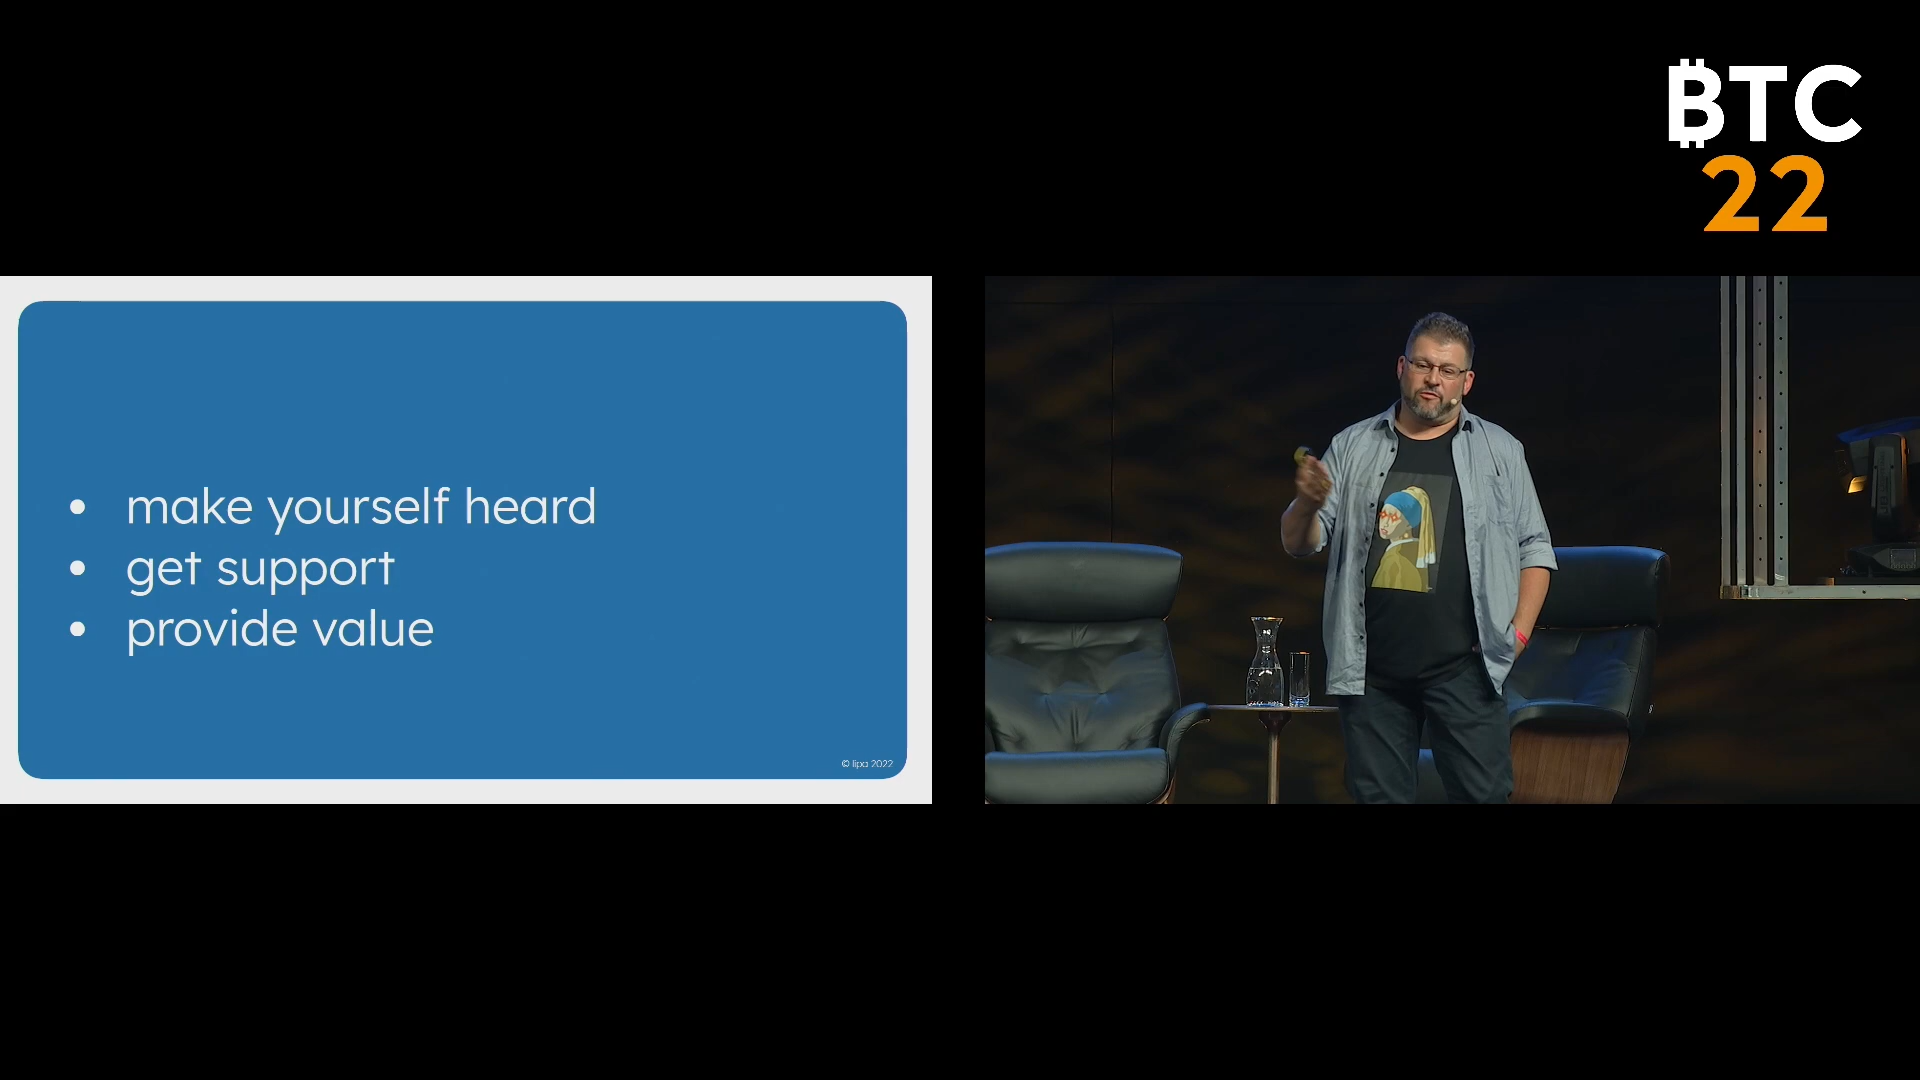 BTC
22
• make yourself heard
• get support
• provide value
© lipa 2022